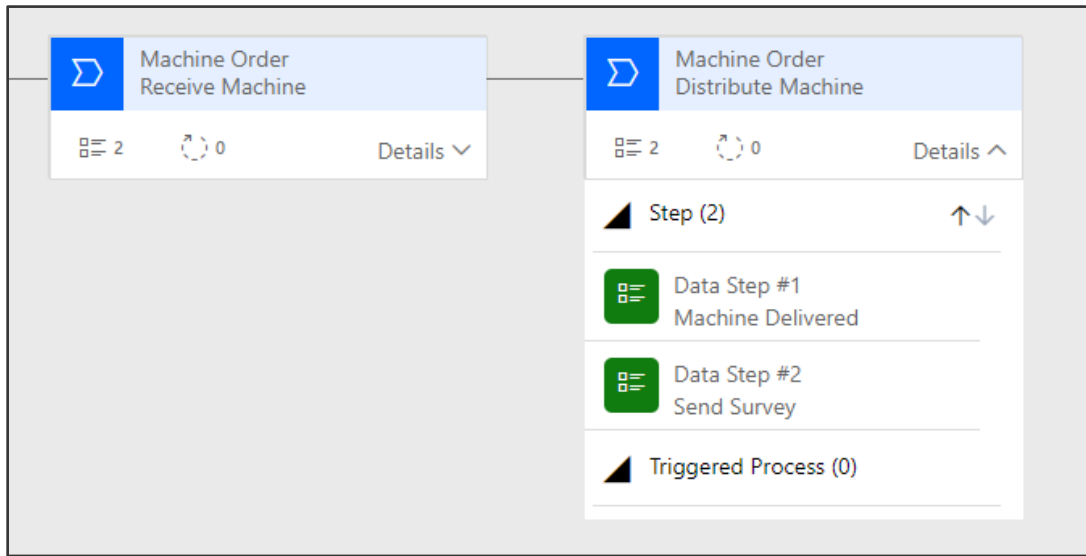 Machine Order
Receive Machine
2
0
Details
Machine Order
Distribute Machine
2
0
Details
Step (2)
Data Step #1
Machine Delivered
Data Step #2
Send Survey
Triggered Process (0)